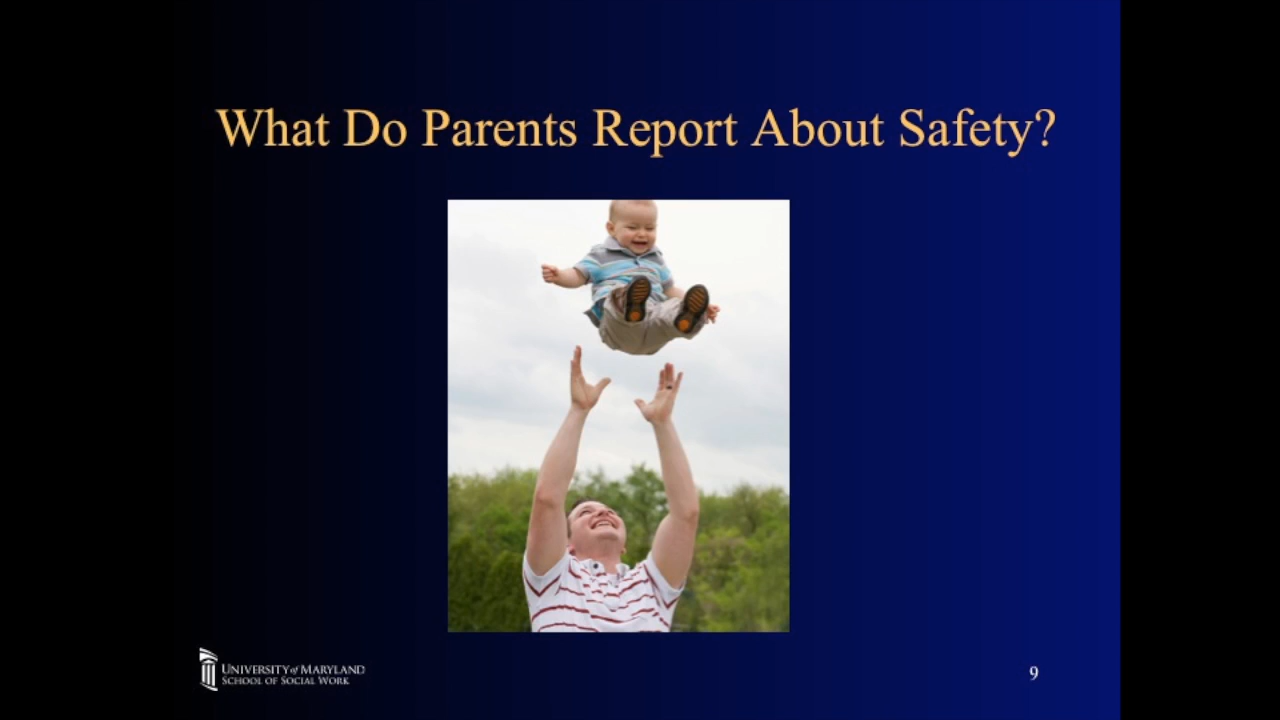 What Do Parents Report About Safety?
UNIVERSITY of MARYLAND
SCHOOL OF SOCIAL WORK
9